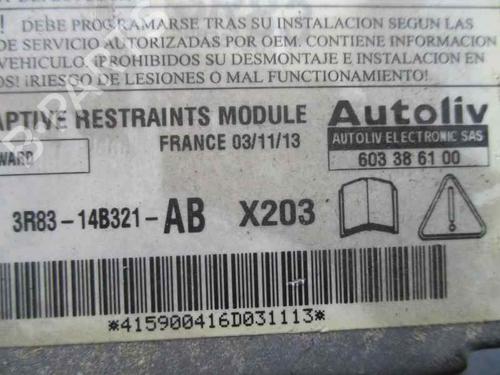 ! DEBE PROGRAMARSE TRAS SU INSTALACION SEGUN LAS
DE SERVICIO AUTORIZADAS POR OEM. CONTIENE INFORMACION
VEHICULO. PROHIBIDOS SU DESMONTAJE E INSTALACION EN
OS! ¡RIESGO DE LESIONES O MAL FUNCIONAMIENTO!
APTIVE RESTRAINTS MODULE
Autoliv
WARD
FRANCE 03/11/13
AUTOLIV ELECTRONIC SAS
603 38 61 00
3R83-14B321-AB X203
*415900416D031113*